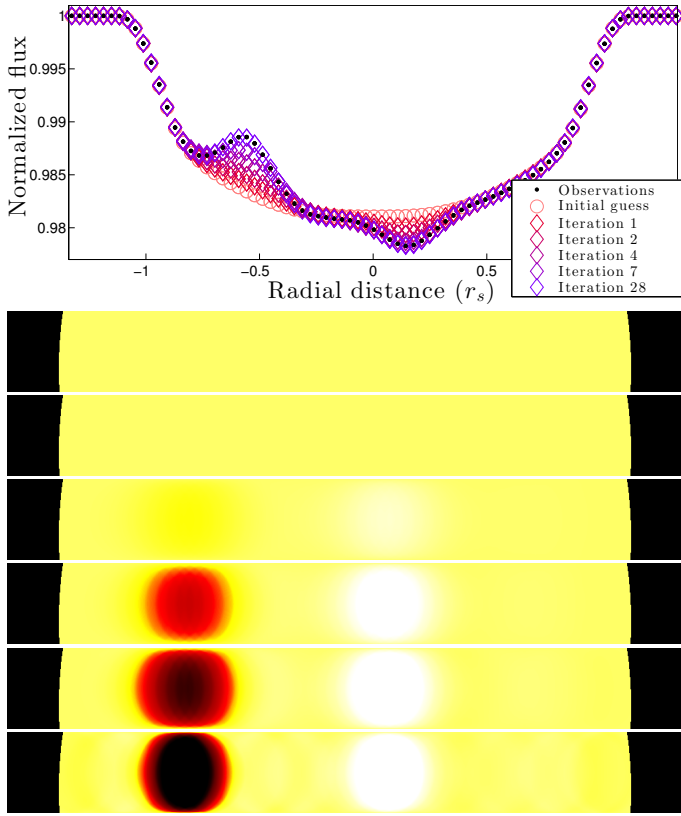 1
0.995
0.99
0.985
0.98
Normalized flux
−1
−0.5
0
0.5
Radial distance (r_s)
Observations
Initial guess
Iteration 1
Iteration 2
Iteration 4
Iteration 7
Iteration 28